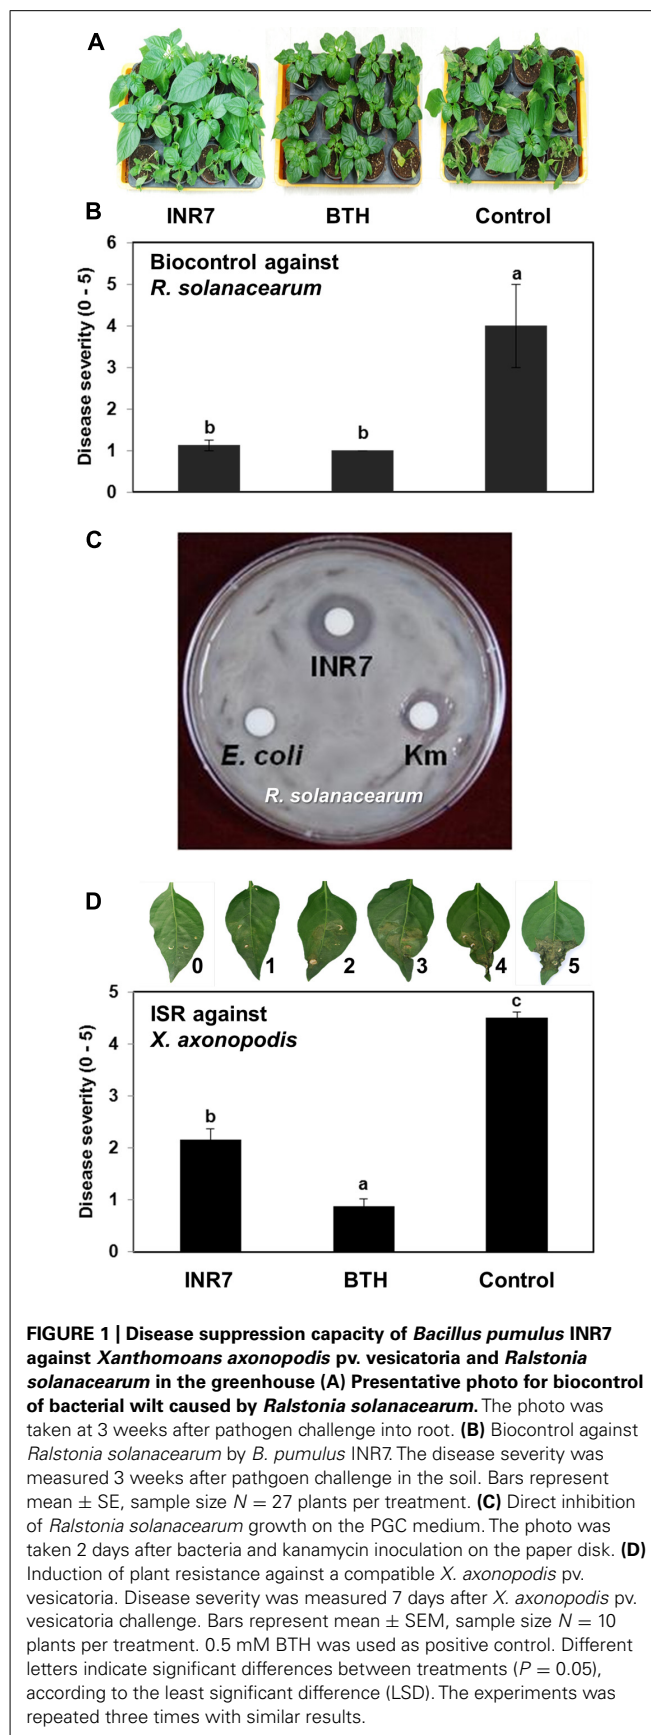 A
INR7 BTH Control
B
6
Biocontrol against
R. solanacearum
5
4
3
2
1
0
Disease severity (0 - 5)
b
b
a
C
INR7
E. coli
Km
R. solanacearum
D
0 1 2 3 4 5
5
ISR against
X. axonopodis
4
3
2
1
0
Disease severity (0 - 5)
b
a
c
INR7 BTH Control
FIGURE 1 | Disease suppression capacity of Bacillus pumulus INR7
against Xanthomoans axonopodis pv. vesicatoria and Ralstonia
solanacearum in the greenhouse (A) Presentative photo for biocontrol
of bacterial wilt caused by Ralstonia solanacearum. The photo was
taken at 3 weeks after pathogen challenge into root. (B) Biocontrol against
Ralstonia solanacearum by B. pumulus INR7. The disease severity was
measured 3 weeks after pathgoen challenge in the soil. Bars represent
mean ± SE, sample size N = 27 plants per treatment. (C) Direct inhibition
of Ralstonia solanacearum growth on the PGC medium. The photo was
taken 2 days after bacteria and kanamycin inoculation on the paper disk. (D)
Induction of plant resistance against a compatible X. axonopodis pv.
vesicatoria. Disease severity was measured 7 days after X. axonopodis pv.
vesicatoria challenge. Bars represent mean ± SEM, sample size N = 10
plants per treatment. 0.5 mM BTH was used as positive control. Different
letters indicate significant differences between treatments (P = 0.05),
according to the least significant difference (LSD). The experiments was
repeated three times with similar results.